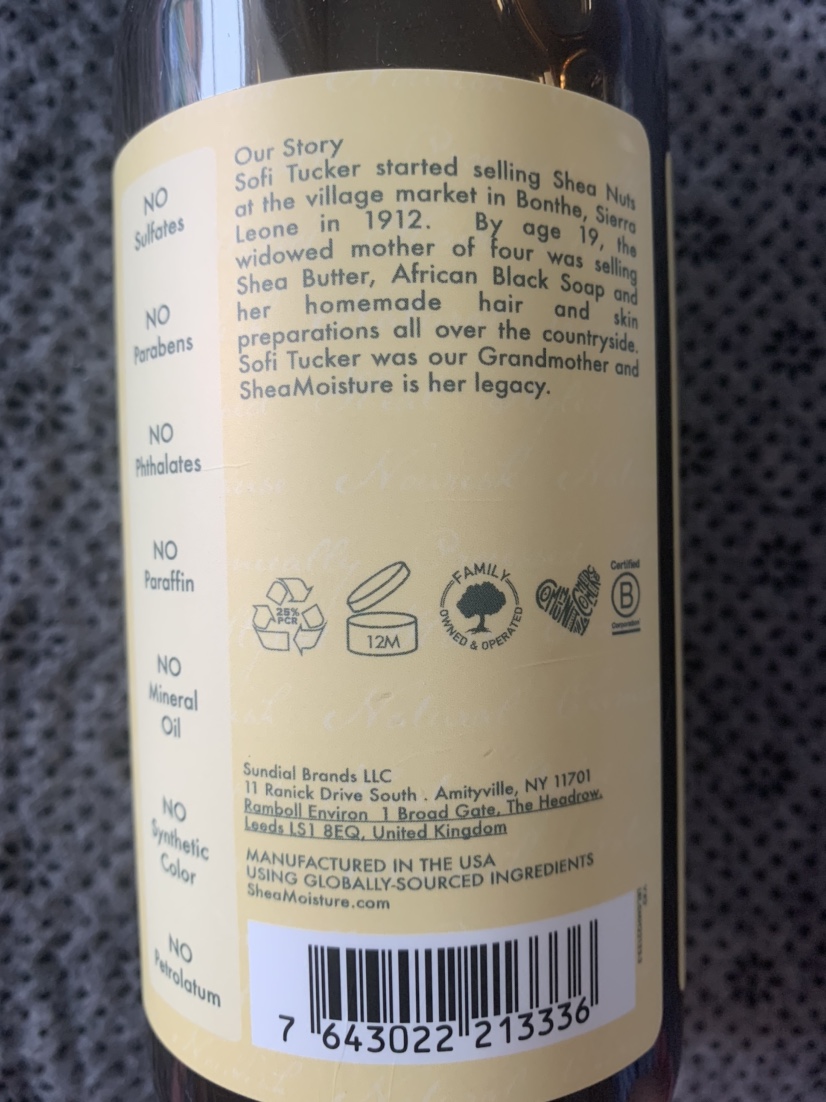 Our Story
Sofi Tucker started selling Shea Nuts
at the village market in Bonthe, Sierra
Leone in 1912. By age 19, the
widowed mother of four was selling
Shea Butter, African Black Soap and
her homemade hair and skin
preparations all over the countryside.
Sofi Tucker was our Grandmother and
SheaMoisture is her legacy.
NO
Sulfates
NO
Parabens
NO
Phthalates
NO
Paraffin
NO
Mineral
Oil
NO
Synthetic
Color
NO
Petrolatum
25%
PCR
12M
FAMILY
OWNED & OPERATED
COMMUNITY COMMERCE
Certified
B
Corporation
Sundial Brands LLC
11 Ranick Drive South . Amityville, NY 11701
Ramboll Environ 1 Broad Gate, The Headrow,
Leeds LS1 8EQ, United Kingdom
MANUFACTURED IN THE USA
USING GLOBALLY-SOURCED INGREDIENTS
SheaMoisture.com
7 643022 213336